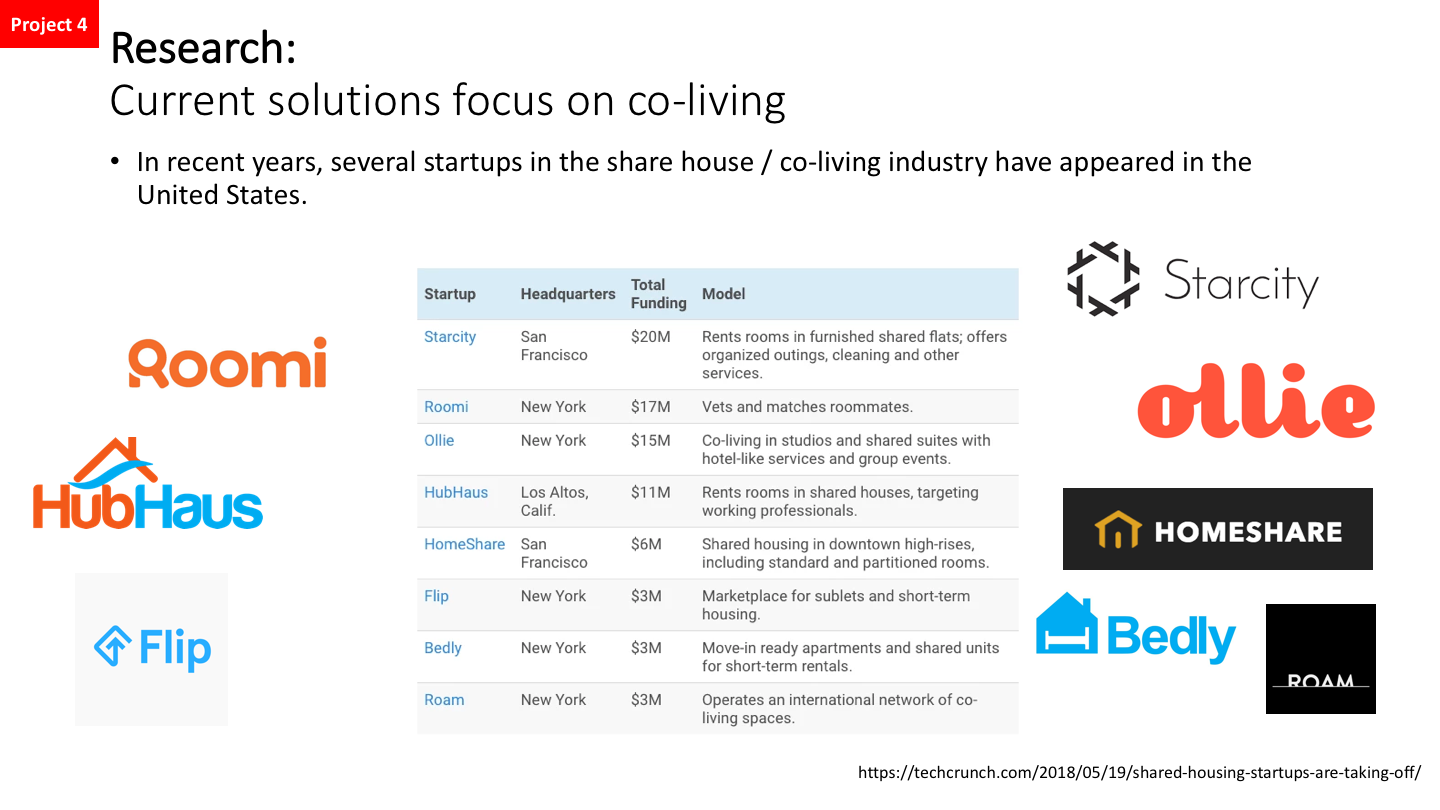 Project 4
Research:
Current solutions focus on co-living
• In recent years, several startups in the share house / co-living industry have appeared in the
United States.
Startup Headquarters Total Funding Model
Starcity San Francisco $20M Rents rooms in furnished shared flats; offers organized outings, cleaning and other services.
Roomi New York $17M Vets and matches roommates.
Ollie New York $15M Co-living in studios and shared suites with hotel-like services and group events.
HubHaus Los Altos, Calif. $11M Rents rooms in shared houses, targeting working professionals.
HomeShare San Francisco $6M Shared housing in downtown high-rises, including standard and partitioned rooms.
Flip New York $3M Marketplace for sublets and short-term housing.
Bedly New York $3M Move-in ready apartments and shared units for short-term rentals.
Roam New York $3M Operates an international network of co-living spaces.
Roomi
HubHaus
Flip
Starcity
ollie
HOMESHARE
Bedly
ROAM
https://techcrunch.com/2018/05/19/shared-housing-startups-are-taking-off/